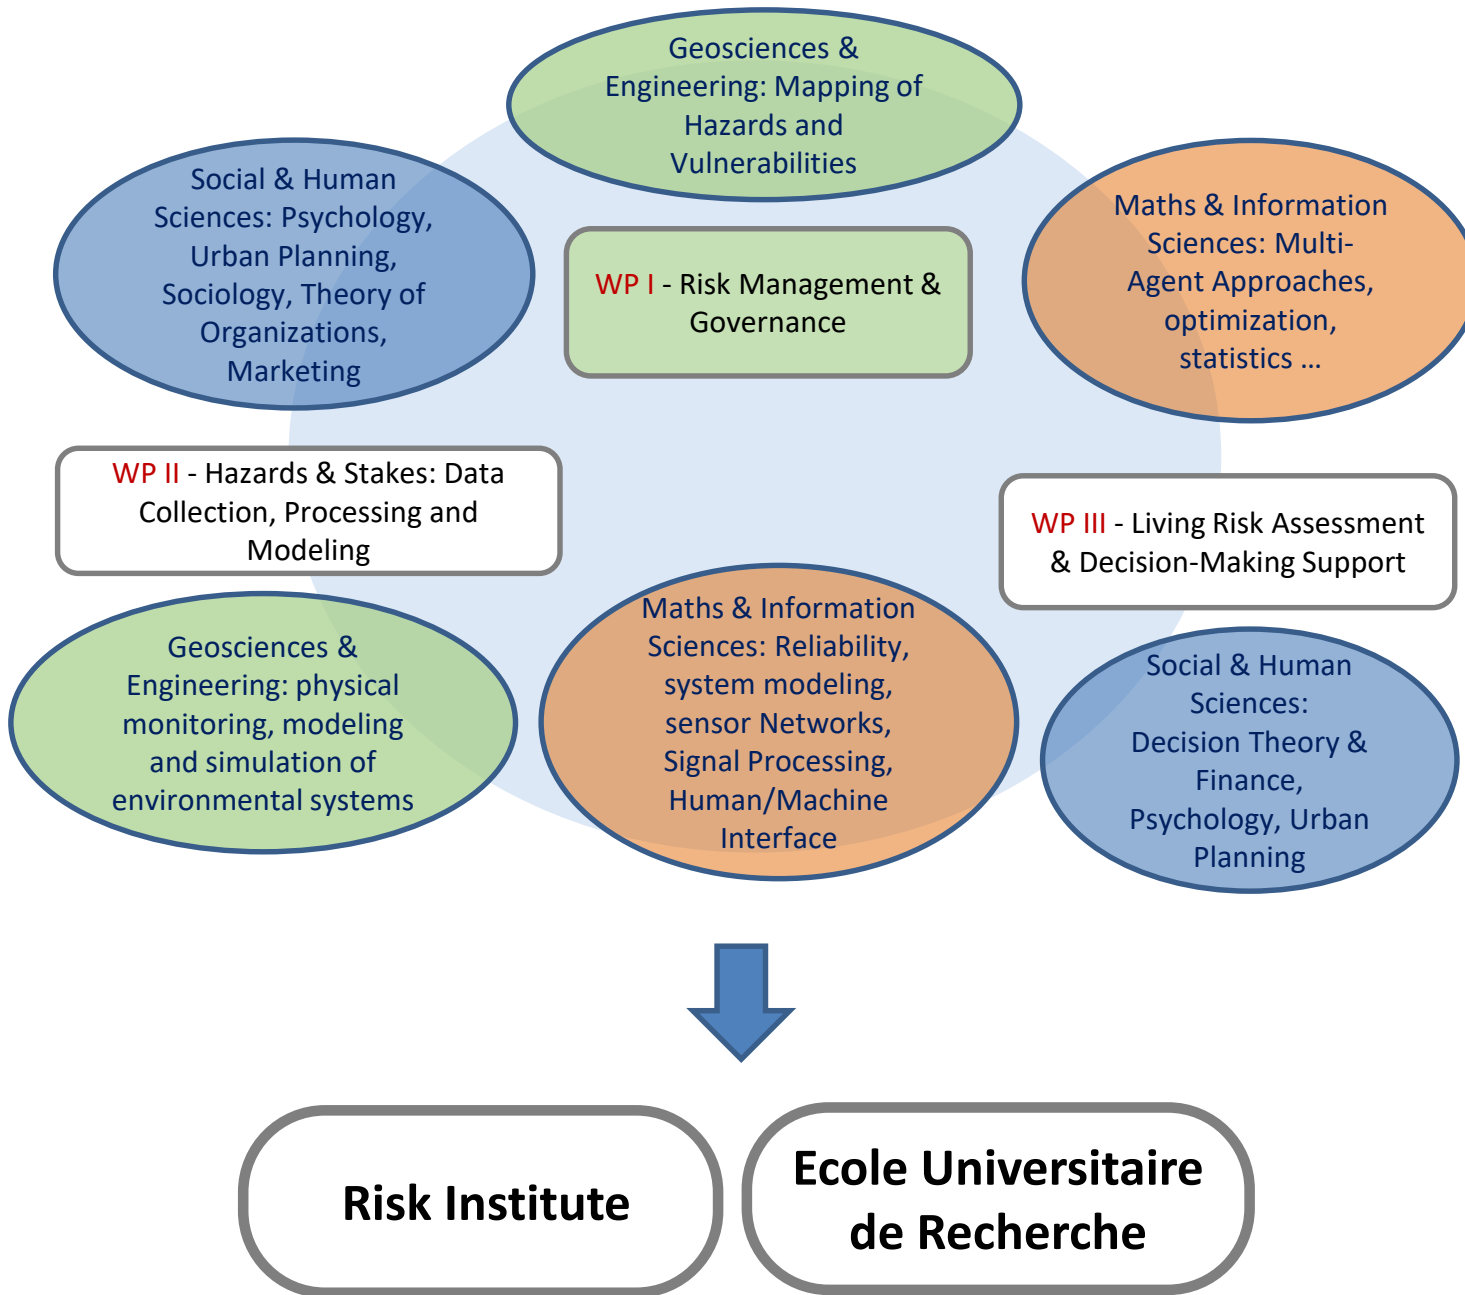 Geosciences &
Engineering: Mapping of
Hazards and
Vulnerabilities
Social & Human
Sciences: Psychology,
Urban Planning,
Sociology, Theory of
Organizations,
Marketing
Maths & Information
Sciences: Multi-
Agent Approaches,
optimization,
statistics ...
WP I - Risk Management &
Governance
WP II - Hazards & Stakes: Data
Collection, Processing and
Modeling
WP III - Living Risk Assessment
& Decision-Making Support
Geosciences &
Engineering: physical
monitoring, modeling
and simulation of
environmental systems
Maths & Information
Sciences: Reliability,
system modeling,
sensor Networks,
Signal Processing,
Human/Machine
Interface
Social & Human
Sciences:
Decision Theory &
Finance,
Psychology, Urban
Planning
Risk Institute
Ecole Universitaire
de Recherche